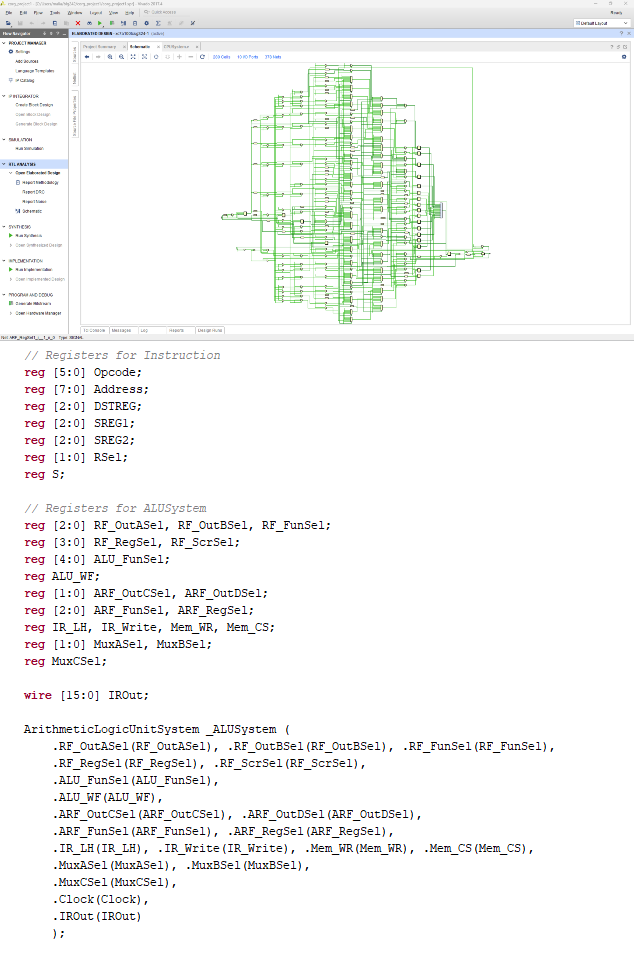 File Edit Flow Tools Window Layout View Help Quick Access
Ready
Default Layout
Flow Navigator
PROJECT MANAGER
Settings
Add Sources
Language Templates
IP Catalog
IP INTEGRATOR
Create Block Design
Open Block Design
Generate Block Design
SIMULATION
Run Simulation
RTL ANALYSIS
Open Elaborated Design
Report Methodology
Report DRC
Report Noise
Schematic
SYNTHESIS
Run Synthesis
Open Synthesized Design
IMPLEMENTATION
Run Implementation
Open Implemented Design
PROGRAM AND DEBUG
Generate Bitstream
Open Hardware Manager
ELABORATED DESIGN
Project Summary Schematic
Tcl Console Messages Log Reports Design Runs
// Registers for Instruction
reg [5:0] Opcode;
reg [7:0] Address;
reg [2:0] DSTREG;
reg [2:0] SREG1;
reg [2:0] SREG2;
reg [1:0] RSel;
reg S;
// Registers for ALUSystem
reg [2:0] RF_OutASel, RF_OutBSel, RF_FunSel;
reg [3:0] RF_RegSel, RF_ScrSel;
reg [4:0] ALU_FunSel;
reg ALU_WF;
reg [1:0] ARF_OutCSel, ARF_OutDSel;
reg [2:0] ARF_FunSel, ARF_RegSel;
reg IR_LH, IR_Write, Mem_WR, Mem_CS;
reg [1:0] MuxASel, MuxBSel;
reg MuxCSel;
wire [15:0] IROut;
ArithmeticLogicUnitSystem _ALUSystem (
.RF_OutASel(RF_OutASel), .RF_OutBSel(RF_OutBSel), .RF_FunSel(RF_FunSel),
.RF_RegSel(RF_RegSel), .RF_ScrSel(RF_ScrSel),
.ALU_FunSel(ALU_FunSel),
.ALU_WF(ALU_WF),
.ARF_OutCSel(ARF_OutCSel), .ARF_OutDSel(ARF_OutDSel),
.ARF_FunSel(ARF_FunSel), .ARF_RegSel(ARF_RegSel),
.IR_LH(IR_LH), .IR_Write(IR_Write), .Mem_WR(Mem_WR), .Mem_CS(Mem_CS),
.MuxASel(MuxASel), .MuxBSel(MuxBSel),
.MuxCSel(MuxCSel),
.Clock(Clock),
.IROut(IROut)
);